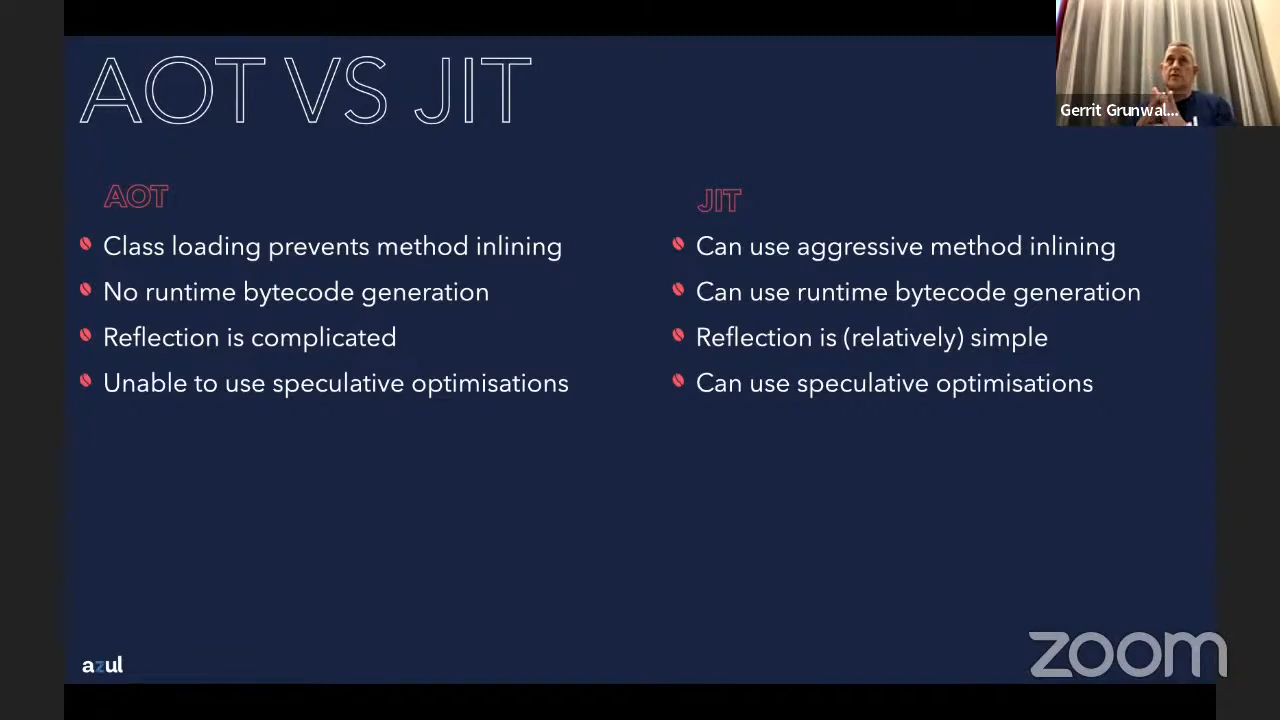 AOT VS JIT
Gerrit Grunwal...
AOT
Class loading prevents method inlining
No runtime bytecode generation
Reflection is complicated
Unable to use speculative optimisations
JIT
Can use aggressive method inlining
Can use runtime bytecode generation
Reflection is (relatively) simple
Can use speculative optimisations
azul
zoom